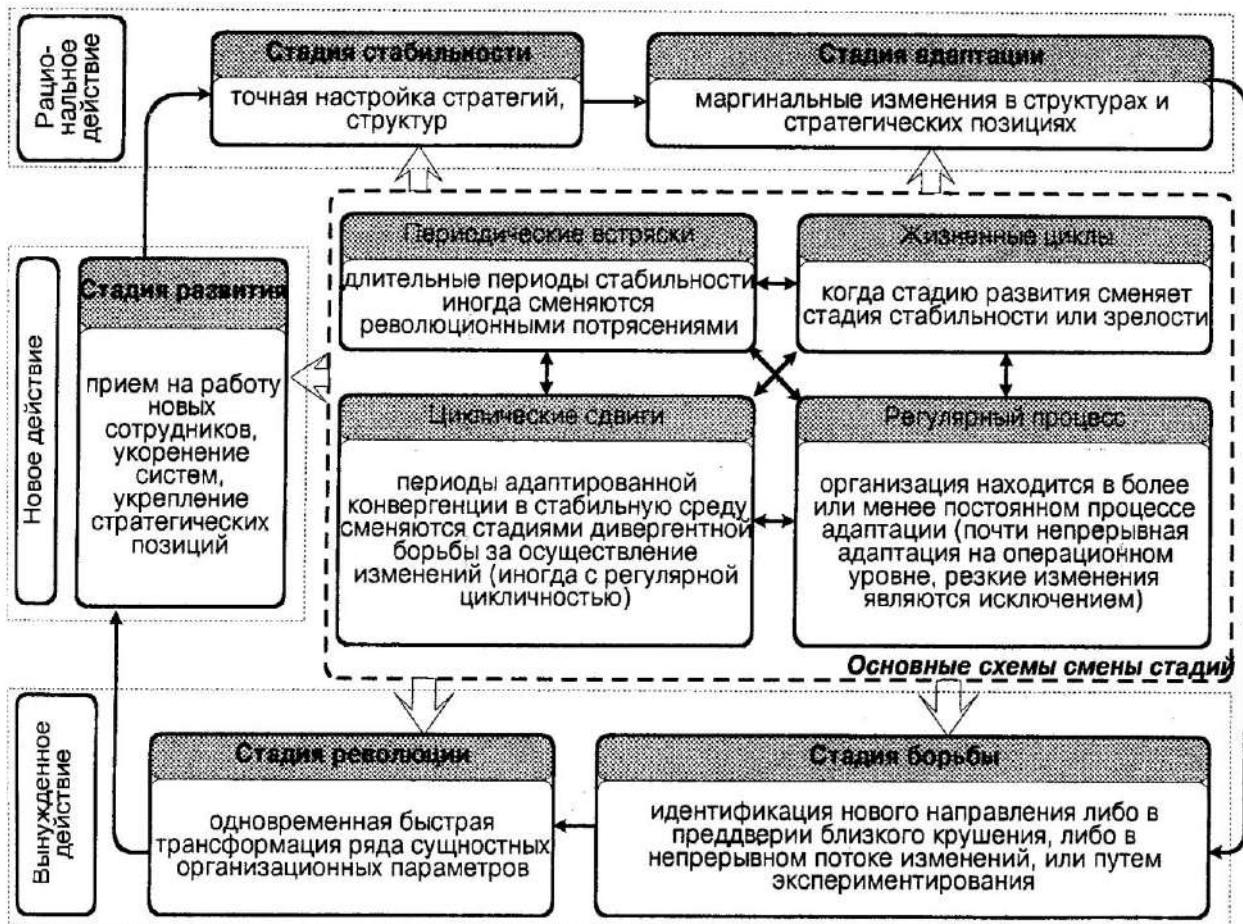 Рацио-
нальное
действие
Стадия стабильности
точная настройка стратегий,
структур
Стадия адаптации
маргинальные изменения в структурах и
стратегических позициях
Новое действие
Стадия развития
прием на работу
новых
сотрудников,
укоренение
систем,
укрепление
стратегических
позиций
Периодические встряски
длительные периоды стабильности
иногда сменяются
революционными потрясениями
Жизненные циклы
когда стадию развития сменяет
стадия стабильности или зрелости
Циклические сдвиги
периоды адаптированной
конвергенции в стабильную среду
сменяются стадиями дивергентной
борьбы за осуществление
изменений (иногда с регулярной
цикличностью)
Регулярный процесс
организация находится в более
или менее постоянном процессе
адаптации (почти непрерывная
адаптация на операционном
уровне, резкие изменения
являются исключением)
Основные схемы смены стадий
Вынужденное
действие
Стадия революции
одновременная быстрая
трансформация ряда сущностных
организационных параметров
Стадия борьбы
идентификация нового направления либо в
преддверии близкого крушения, либо в
непрерывном потоке изменений, или путем
экспериментирования